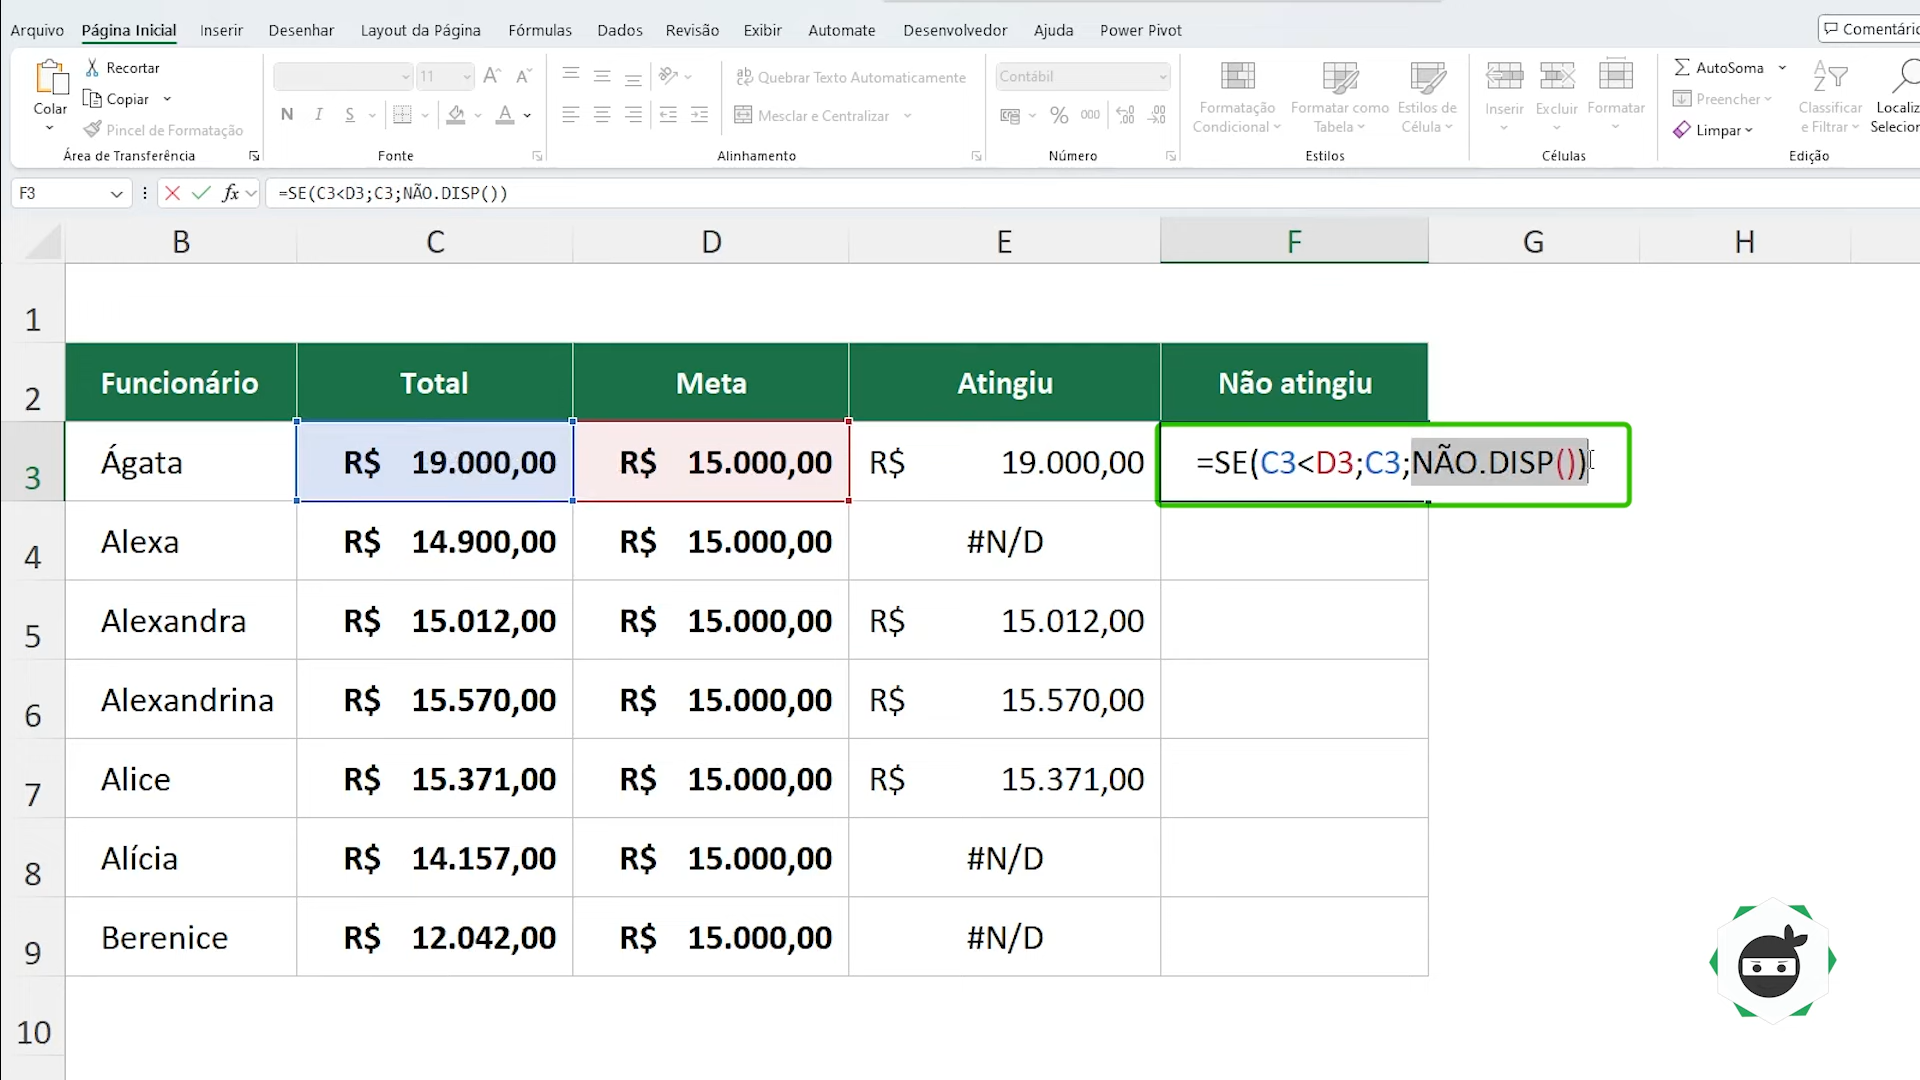 Arquivo Página Inicial Inserir Desenhar Layout da Página Fórmulas Dados Revisão Exibir Automate Desenvolvedor Ajuda Power Pivot Comentário
Colar
Recortar
Copiar
Pincel de Formatação
Área de Transferência
11
N I S
Fonte
Quebrar Texto Automaticamente
Mesclar e Centralizar
Alinhamento
Contábil
% 000
Número
Formatação
Condicional
Formatar como
Tabela
Estilos de
Célula
Estilos
Inserir Excluir Formatar
Células
AutoSoma
Preencher
Limpar
Classificar
e Filtrar
Localiz
Selecion
Edição
F3 fx =SE(C3<D3;C3;NÃO.DISP())
B C D E F G H
1
2 Funcionário Total Meta Atingiu Não atingiu
3 Ágata R$ 19.000,00 R$ 15.000,00 R$ 19.000,00 =SE(C3<D3;C3;NÃO.DISP())
4 Alexa R$ 14.900,00 R$ 15.000,00 #N/D
5 Alexandra R$ 15.012,00 R$ 15.000,00 R$ 15.012,00
6 Alexandrina R$ 15.570,00 R$ 15.000,00 R$ 15.570,00
7 Alice R$ 15.371,00 R$ 15.000,00 R$ 15.371,00
8 Alícia R$ 14.157,00 R$ 15.000,00 #N/D
9 Berenice R$ 12.042,00 R$ 15.000,00 #N/D
10